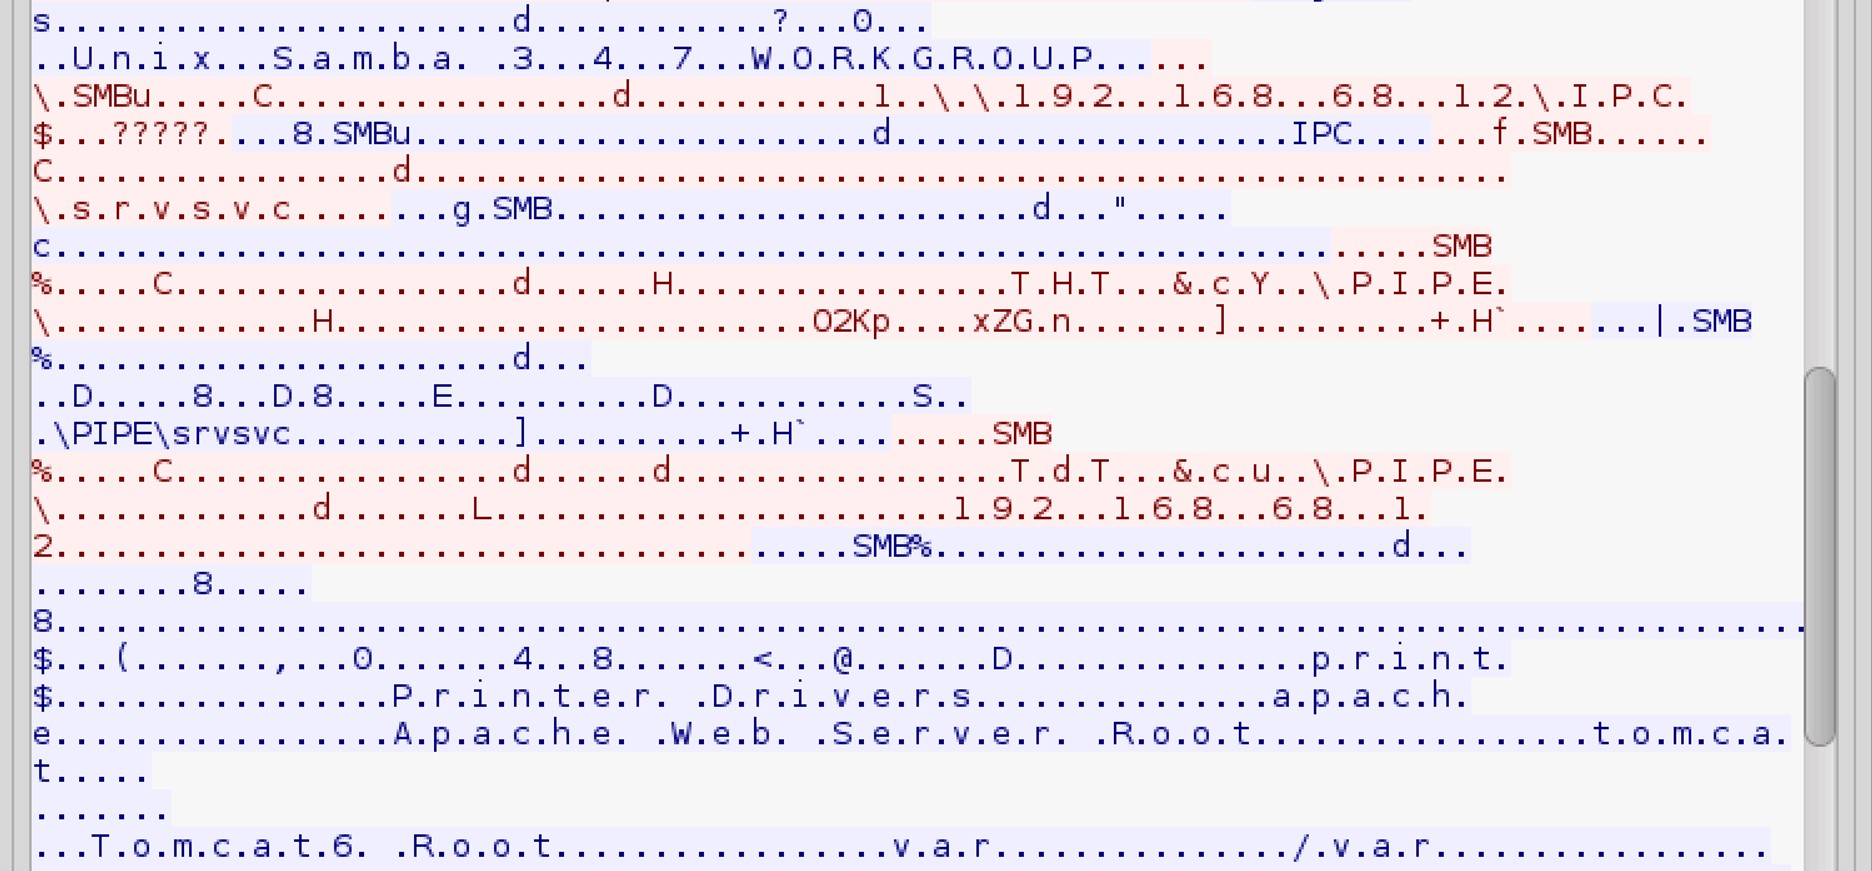 s.......................d............?...0...
..U.n.i.x...S.a.m.b.a. .3...4...7...W.O.R.K.G.R.O.U.P......
\.SMBu.....C.................d............l..\.\.1.9.2...1.6.8...6.8...1.2.\.I.P.C.
$...?????....8.SMBu.......................d....................IPC.......f.SMB......
C.................d.......................................................
\.s.r.v.s.v.c........g.SMB........................d..."......
c.....................................................................SMB
%.....C.................d......H.................T.H.T...&.c.Y..\.P.I.P.E.
\.............H........................O2Kp....xZG.n.......]..........+.H`.......|.SMB
%.......................d...
..D.....8...D.8.....E..........D............S..
.\PIPE\srvsvc...........]..........+.H`.........SMB
%.....C.................d......d.................T.d.T...&.c.u..\.P.I.P.E.
\.............d.......L.......................1.9.2...1.6.8...6.8...1.
2........................................SMB%.......................d...
........8.....
8........................................................................................
$...(.......,...0.......4...8.......<...@.......D...............p.r.i.n.t.
$.................P.r.i.n.t.e.r. .D.r.i.v.e.r.s...............a.p.a.c.h.
e.................A.p.a.c.h.e. .W.e.b. .S.e.r.v.e.r. .R.o.o.t.................t.o.m.c.a.
t.....
.......
...T.o.m.c.a.t.6. .R.o.o.t.................v.a.r.............../.v.a.r.................